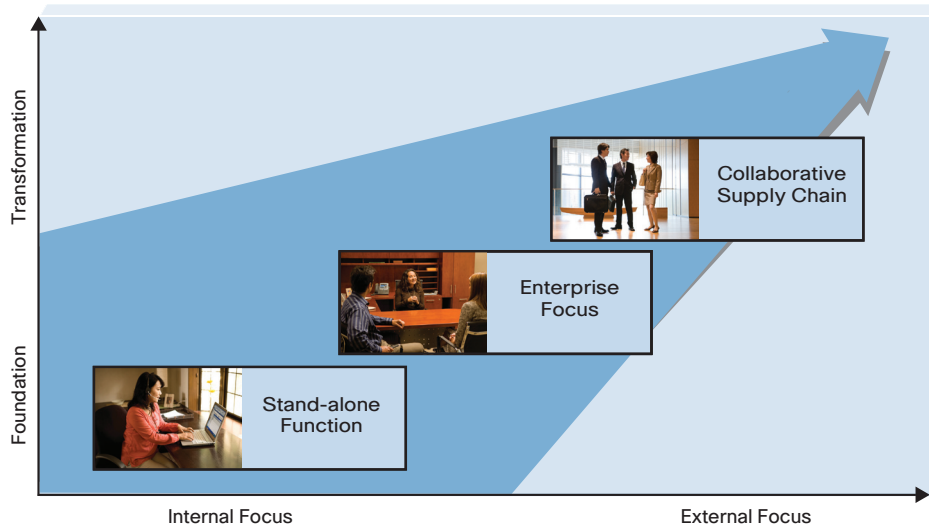 Transformation
Foundation
Collaborative
Supply Chain
Enterprise
Focus
Stand-alone
Function
Internal Focus
External Focus